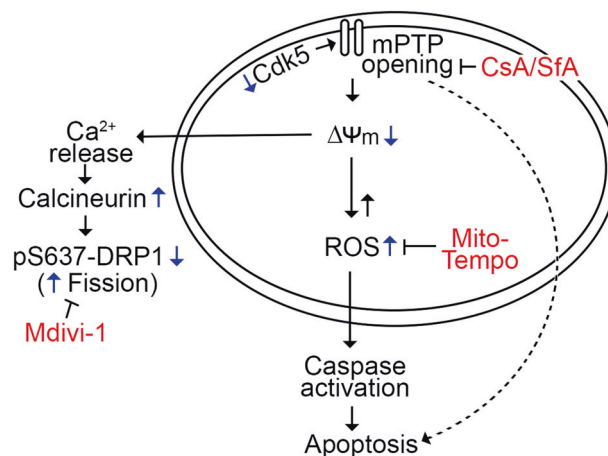 Cdk5
mPTP
opening
CsA/SfA
Ca²⁺
release
ΔΨm
Calcineurin
pS637-DRP1
(↑ Fission)
ROS
Mito-
Tempo
Mdivi-1
Caspase
activation
Apoptosis